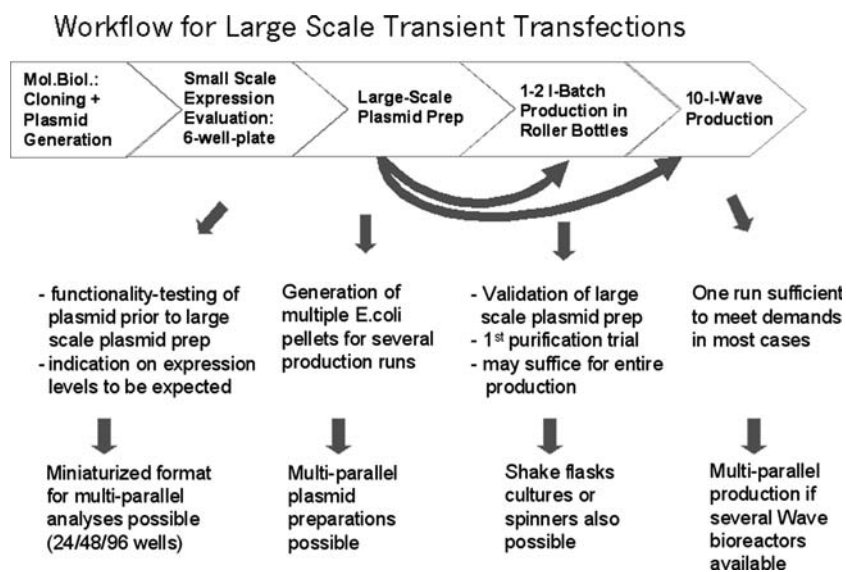 Workflow for Large Scale Transient Transfections
Mol.Biol.:
Cloning +
Plasmid
Generation
Small Scale
Expression
Evaluation:
6-well-plate
Large-Scale
Plasmid Prep
1-2 l-Batch
Production in
Roller Bottles
10-l-Wave
Production
- functionality-testing of
plasmid prior to large
scale plasmid prep
- indication on expression
levels to be expected
Generation of
multiple E.coli
pellets for several
production runs
- Validation of large
scale plasmid prep
- 1st purification trial
- may suffice for entire
production
One run sufficient
to meet demands
in most cases
Miniaturized format
for multi-parallel
analyses possible
(24/48/96 wells)
Multi-parallel
plasmid
preparations
possible
Shake flasks
cultures or
spinners also
possible
Multi-parallel
production if
several Wave
bioreactors
available